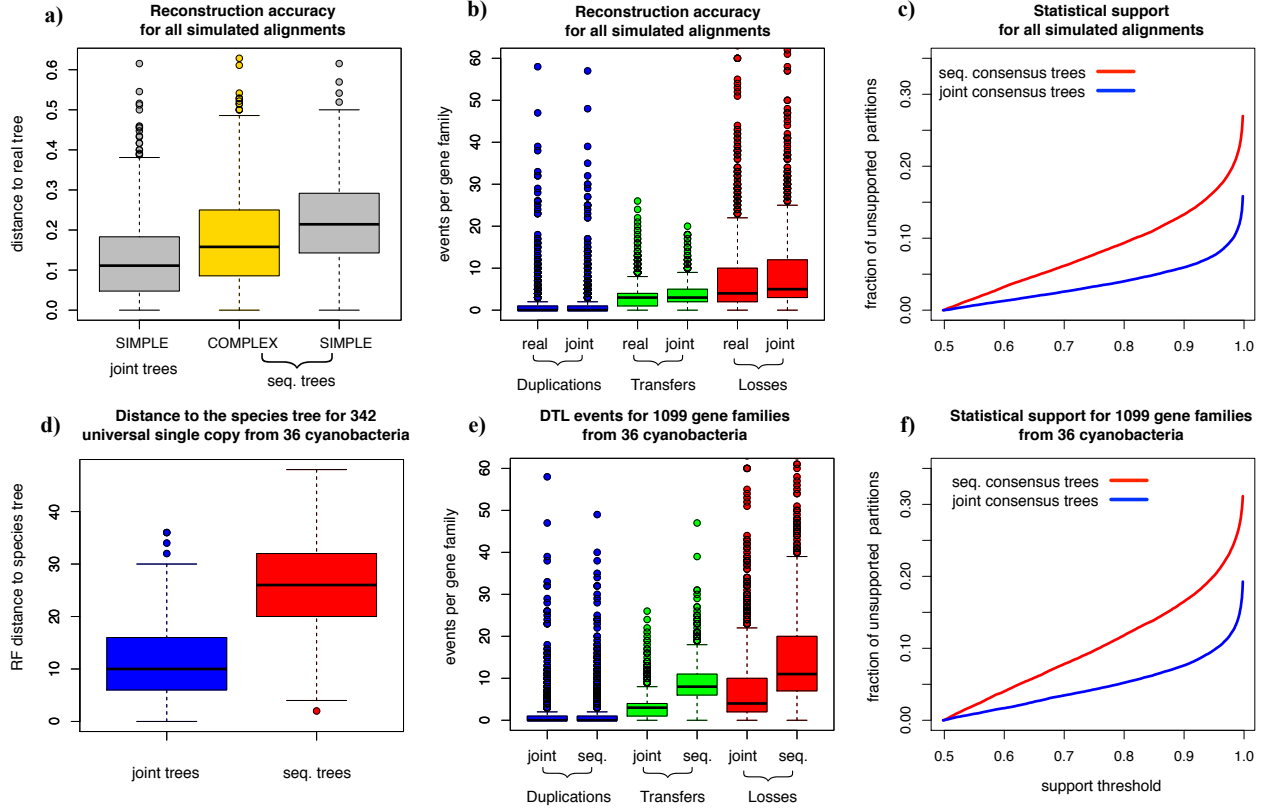 a)
Reconstruction accuracy
for all simulated alignments
distance to real tree
0.0
0.1
0.2
0.3
0.4
0.5
0.6
SIMPLE
COMPLEX
SIMPLE
joint trees
seq. trees
b)
Reconstruction accuracy
for all simulated alignments
events per gene family
0
10
20
30
40
50
60
real
joint
real
joint
real
joint
Duplications
Transfers
Losses
c)
Statistical support
for all simulated alignments
fraction of unsupported partitions
0.00
0.10
0.20
0.30
seq. consensus trees
joint consensus trees
0.5
0.6
0.7
0.8
0.9
1.0
d)
Distance to the species tree for 342
universal single copy from 36 cyanobacteria
RF distance to species tree
0
10
20
30
40
joint trees
seq. trees
e)
DTL events for 1099 gene families
from 36 cyanobacteria
events per gene family
0
10
20
30
40
50
60
joint
seq.
joint
seq.
joint
seq.
Duplications
Transfers
Losses
f)
Statistical support for 1099 gene families
from 36 cyanobacteria
fraction of unsupported partitions
0.00
0.10
0.20
0.30
seq. consensus trees
joint consensus trees
0.5
0.6
0.7
0.8
0.9
1.0
support threshold